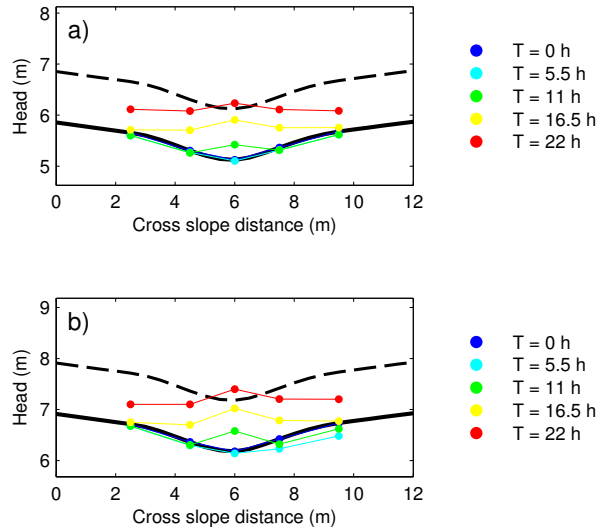 a)
8
7
6
5
Head (m)
0 2 4 6 8 10 12
Cross slope distance (m)
T = 0 h
T = 5.5 h
T = 11 h
T = 16.5 h
T = 22 h
b)
9
8
7
6
Head (m)
0 2 4 6 8 10 12
Cross slope distance (m)
T = 0 h
T = 5.5 h
T = 11 h
T = 16.5 h
T = 22 h